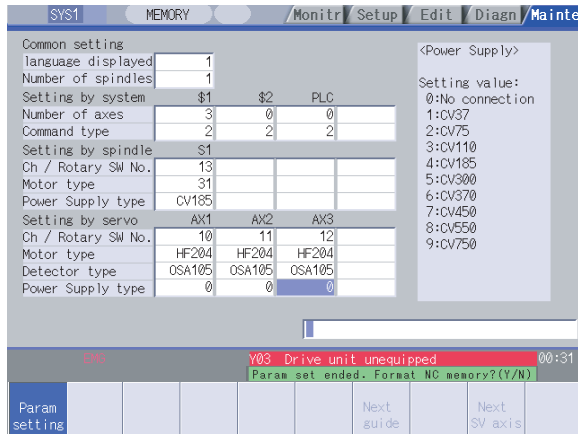 SYS1 MEMORY Monitr Setup Edit Diagn Mainte
Common setting
language displayed 1
Number of spindles 1
Setting by system $1 $2 PLC
Number of axes 3 0 0
Command type 2 2 2
Setting by spindle S1
Ch / Rotary SW No. 13
Motor type 31
Power Supply type CV185
Setting by servo AX1 AX2 AX3
Ch / Rotary SW No. 10 11 12
Motor type HF204 HF204 HF204
Detector type OSA105 OSA105 OSA105
Power Supply type 0 0 0
<Power Supply>
Setting value:
0:No connection
1:CV37
2:CV75
3:CV110
4:CV185
5:CV300
6:CV370
7:CV450
8:CV550
9:CV750
Y03 Drive unit unequipped 00:31
Param set ended. Format NC memory?(Y/N)
Param setting
Next guide
Next SV axis